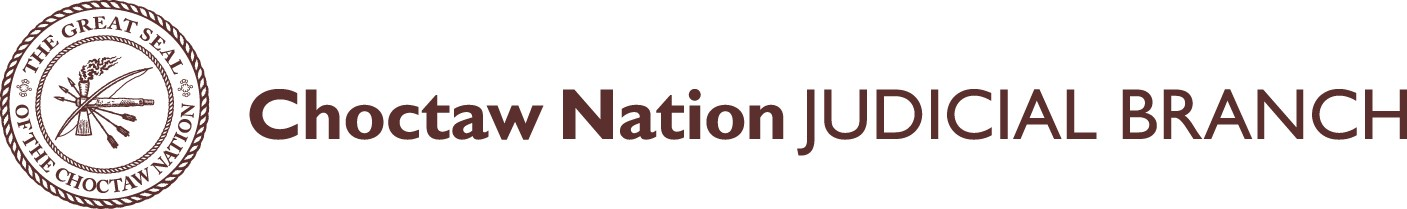 THE GREAT SEAL
OF THE CHOCTAW NATION
Choctaw Nation JUDICIAL BRANCH